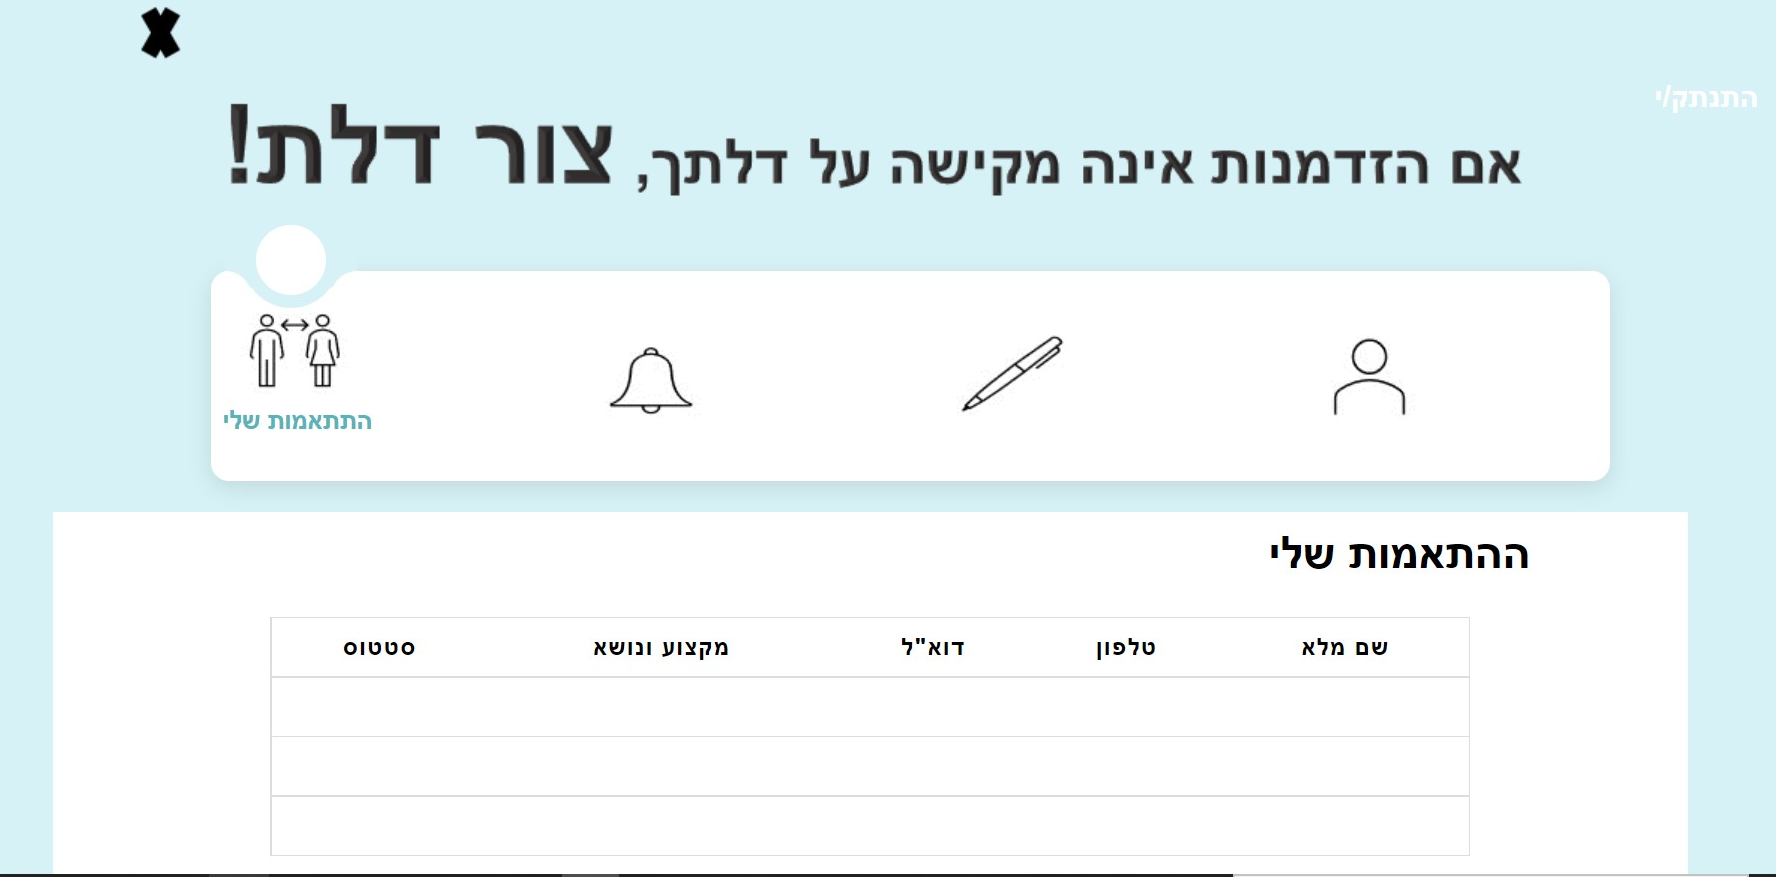 התנתק/י
אם הזדמנות אינה מקישה על דלתך, צור דלת!
התתאמות שלי
ההתאמות שלי
שם מלא טלפון דוא"ל מקצוע ונושא סטטוס